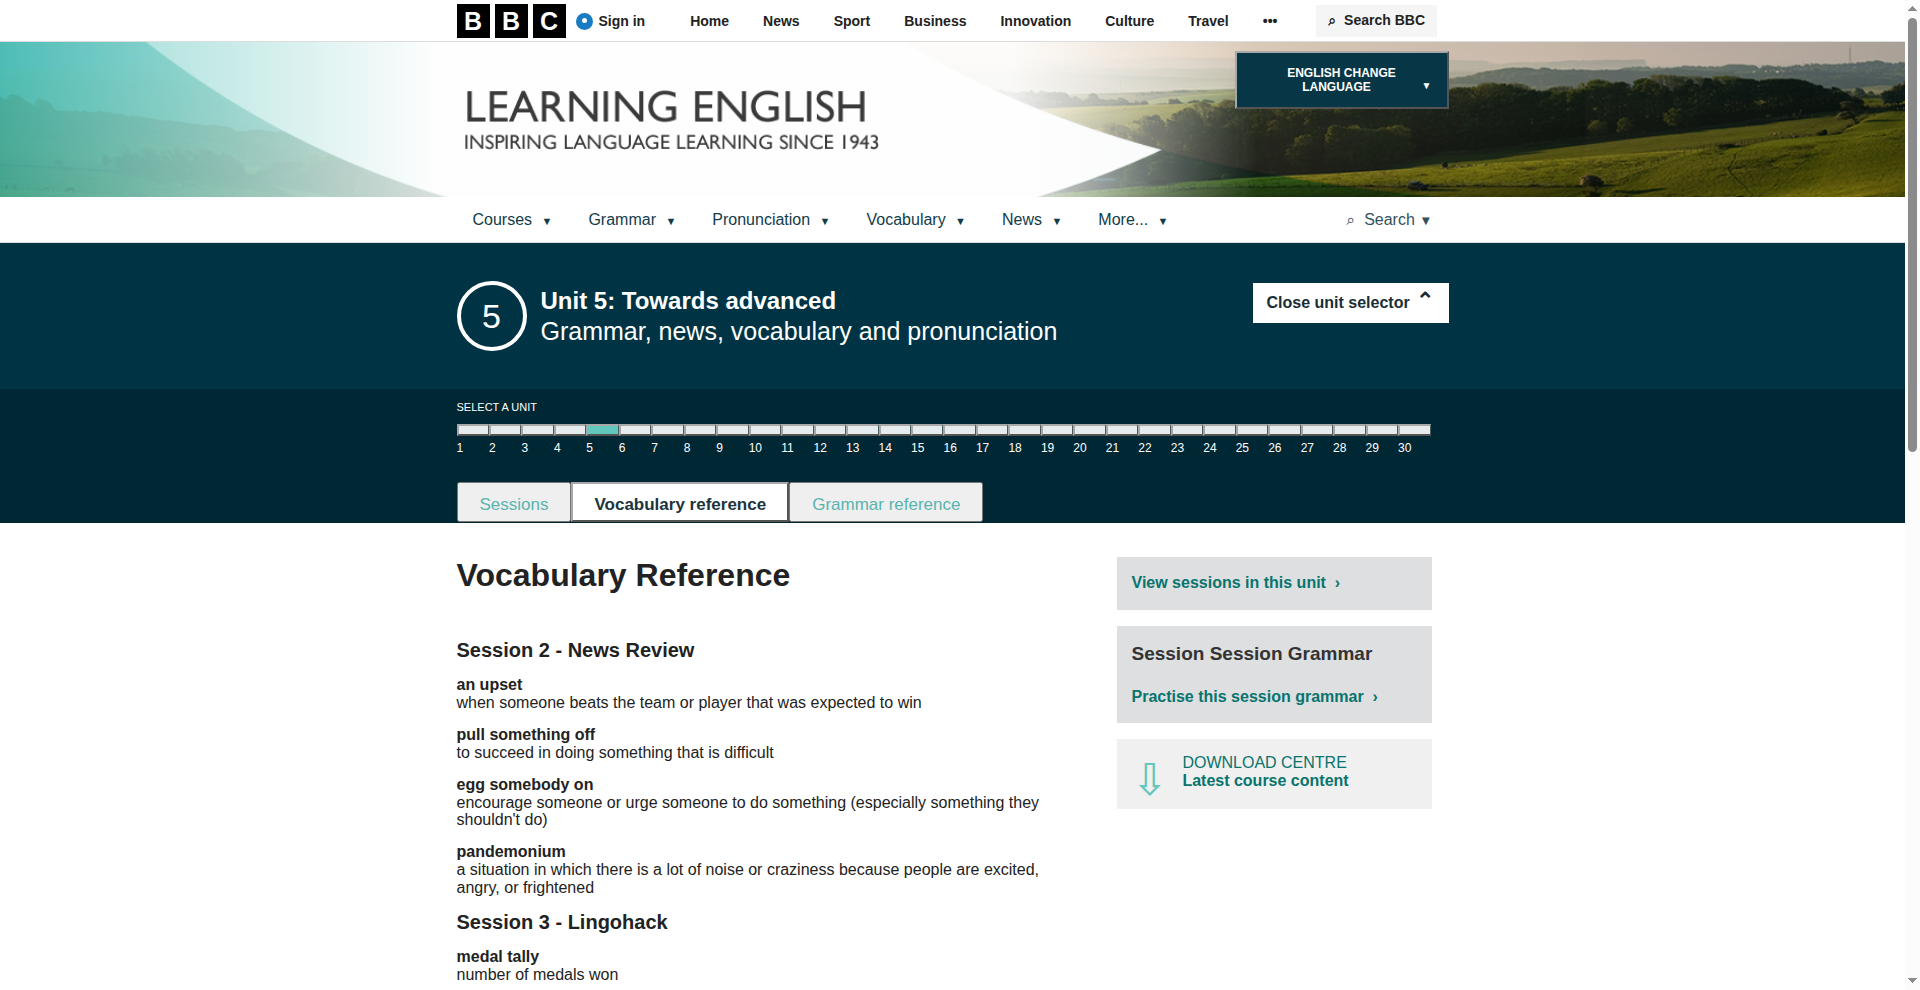 BBC Sign in Home News Sport Business Innovation Culture Travel ••• Search BBC
ENGLISH CHANGE
LANGUAGE ▼
LEARNING ENGLISH
INSPIRING LANGUAGE LEARNING SINCE 1943
Courses ▼ Grammar ▼ Pronunciation ▼ Vocabulary ▼ News ▼ More... ▼ Search ▼
5
Unit 5: Towards advanced
Grammar, news, vocabulary and pronunciation
Close unit selector
SELECT A UNIT
1 2 3 4 5 6 7 8 9 10 11 12 13 14 15 16 17 18 19 20 21 22 23 24 25 26 27 28 29 30
Sessions Vocabulary reference Grammar reference
Vocabulary Reference
Session 2 - News Review
an upset
when someone beats the team or player that was expected to win
pull something off
to succeed in doing something that is difficult
egg somebody on
encourage someone or urge someone to do something (especially something they
shouldn't do)
pandemonium
a situation in which there is a lot of noise or craziness because people are excited,
angry, or frightened
Session 3 - Lingohack
medal tally
number of medals won
View sessions in this unit ›
Session Session Grammar
Practise this session grammar ›
DOWNLOAD CENTRE
Latest course content